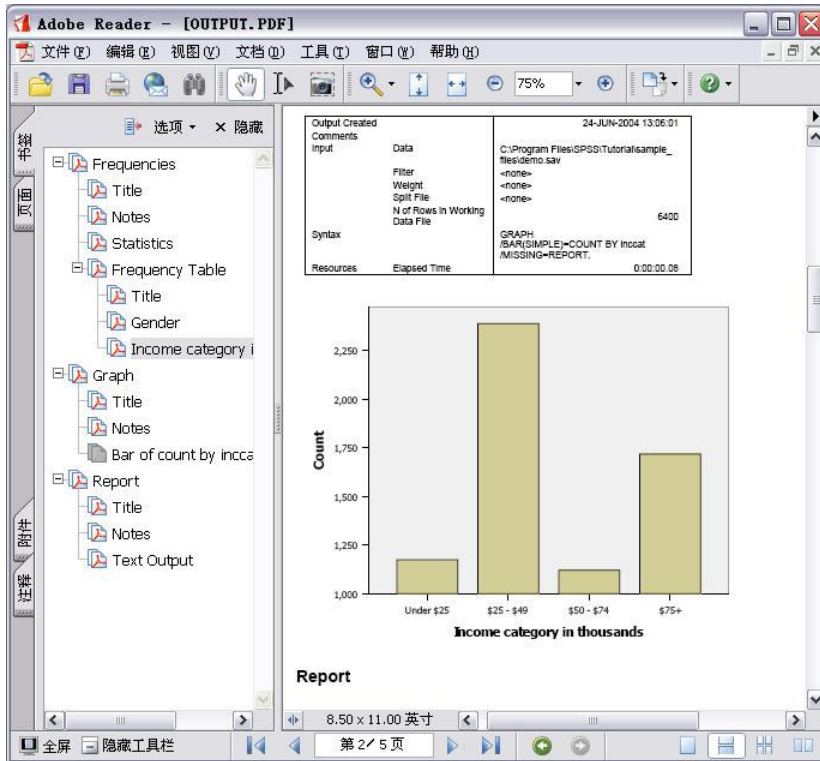 Adobe Reader - [OUTPUT.PDF]
文件(F) 编辑(E) 视图(V) 文档(D) 工具(T) 窗口(W) 帮助(H)
75%
书签
页面
附件
注释
选项 隐藏
Frequencies
Title
Notes
Statistics
Frequency Table
Title
Gender
Income category i
Graph
Title
Notes
Bar of count by incca
Report
Title
Notes
Text Output
Output Created 24-JUN-2004 13:06:01
Comments
Input Data C:\Program Files\SPSS\Tutorial\sample_
files\demo.sav
Filter <none>
Weight <none>
Split File <none>
N of Rows in Working
Data File 6400
Syntax GRAPH
/BAR(SIMPLE)=COUNT BY inccat
/MISSING=REPORT.
Resources Elapsed Time 0:00:00.08
Count
2,250
2,000
1,750
1,500
1,250
1,000
Under $25 $25 - $49 $50 - $74 $75+
Income category in thousands
Report
8.50 x 11.00 英寸
全屏 隐藏工具栏 第 2 / 5 页